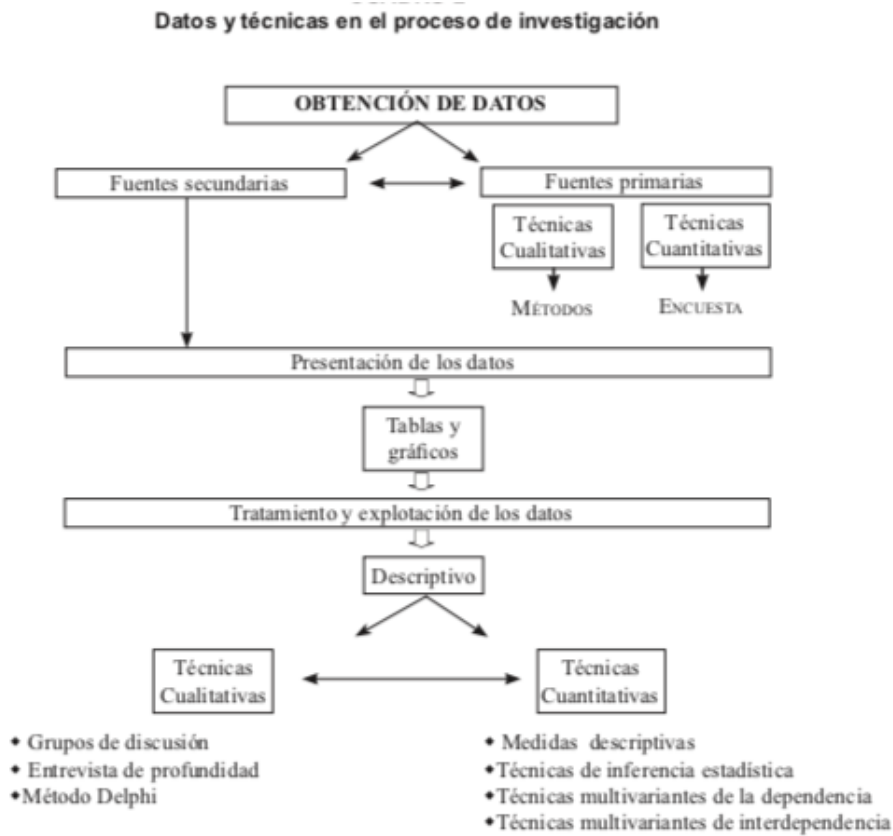 Datos y técnicas en el proceso de investigación
OBTENCIÓN DE DATOS
Fuentes secundarias
Fuentes primarias
Técnicas
Cualitativas
Técnicas
Cuantitativas
MÉTODOS
ENCUESTA
Presentación de los datos
Tablas y
gráficos
Tratamiento y explotación de los datos
Descriptivo
Técnicas
Cualitativas
Técnicas
Cuantitativas
◆ Grupos de discusión
◆ Entrevista de profundidad
◆Método Delphi
◆ Medidas descriptivas
◆Técnicas de inferencia estadística
◆Técnicas multivariantes de la dependencia
◆Técnicas multivariantes de interdependencia